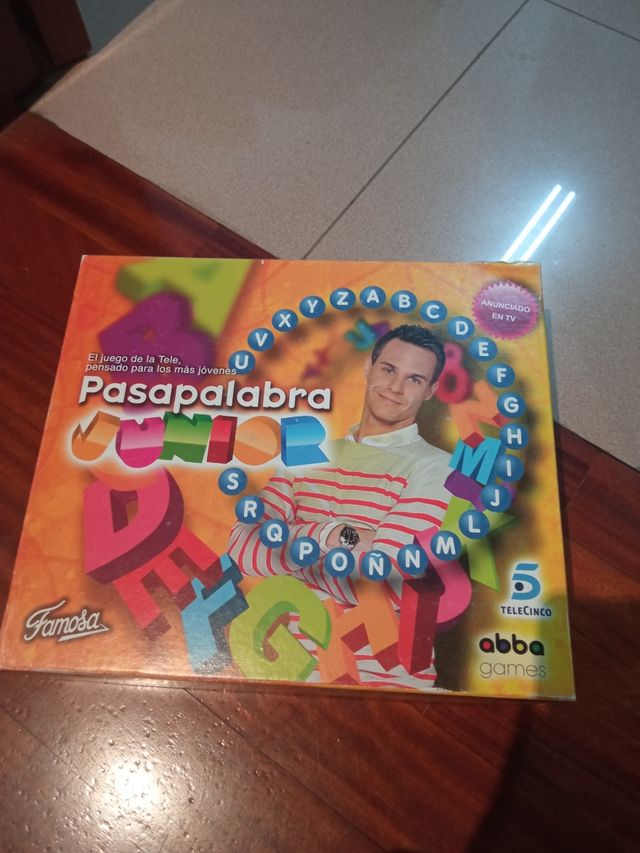 ANUNCIADO
EN TV
El juego de la Tele,
pensado para los más jóvenes
Pasapalabra
JUNIOR
A B C D E F G H I J L M N Ñ O P Q R S U V X Y Z
Famosa
5
TELECINCO
abba
games